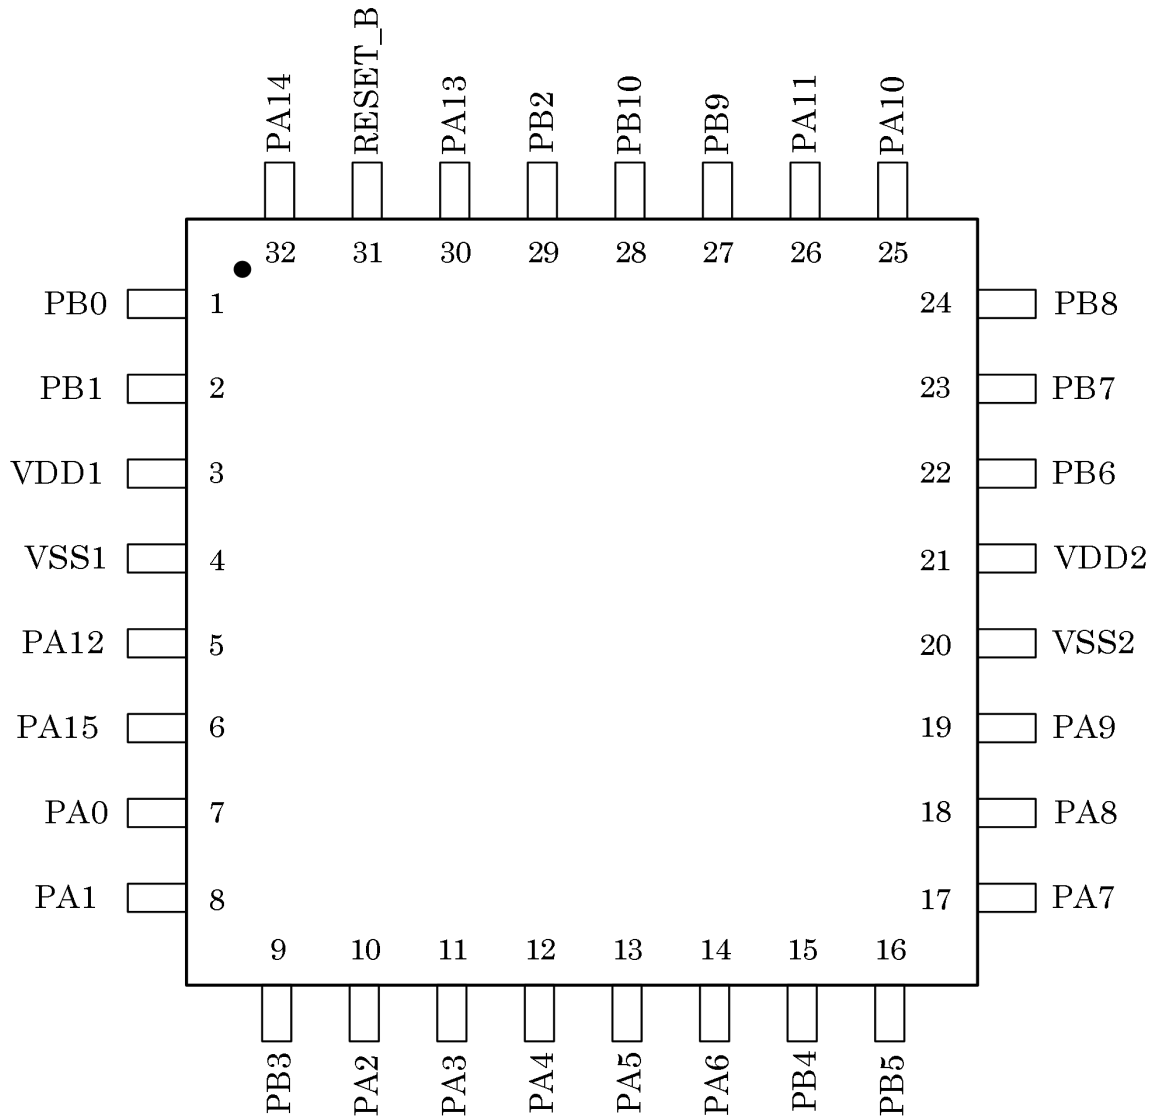 PA14 RESET_B PA13 PB2 PB10 PB9 PA11 PA10
32 31 30 29 28 27 26 25
PB0 1 24 PB8
PB1 2 23 PB7
VDD1 3 22 PB6
VSS1 4 21 VDD2
PA12 5 20 VSS2
PA15 6 19 PA9
PA0 7 18 PA8
PA1 8 17 PA7
9 10 11 12 13 14 15 16
PB3 PA2 PA3 PA4 PA5 PA6 PB4 PB5